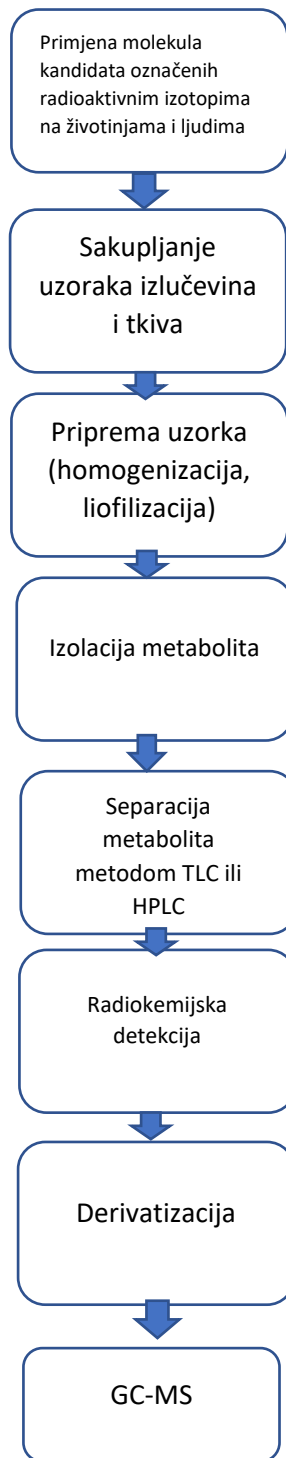 Primjena molekula
kandidata označenih
radioaktivnim izotopima
na životinjama i ljudima
Sakupljanje
uzoraka izlučevina
i tkiva
Priprema uzorka
(homogenizacija,
liofilizacija)
Izolacija metabolita
Separacija
metabolita
metodom TLC ili
HPLC
Radiokemijska
detekcija
Derivatizacija
GC-MS